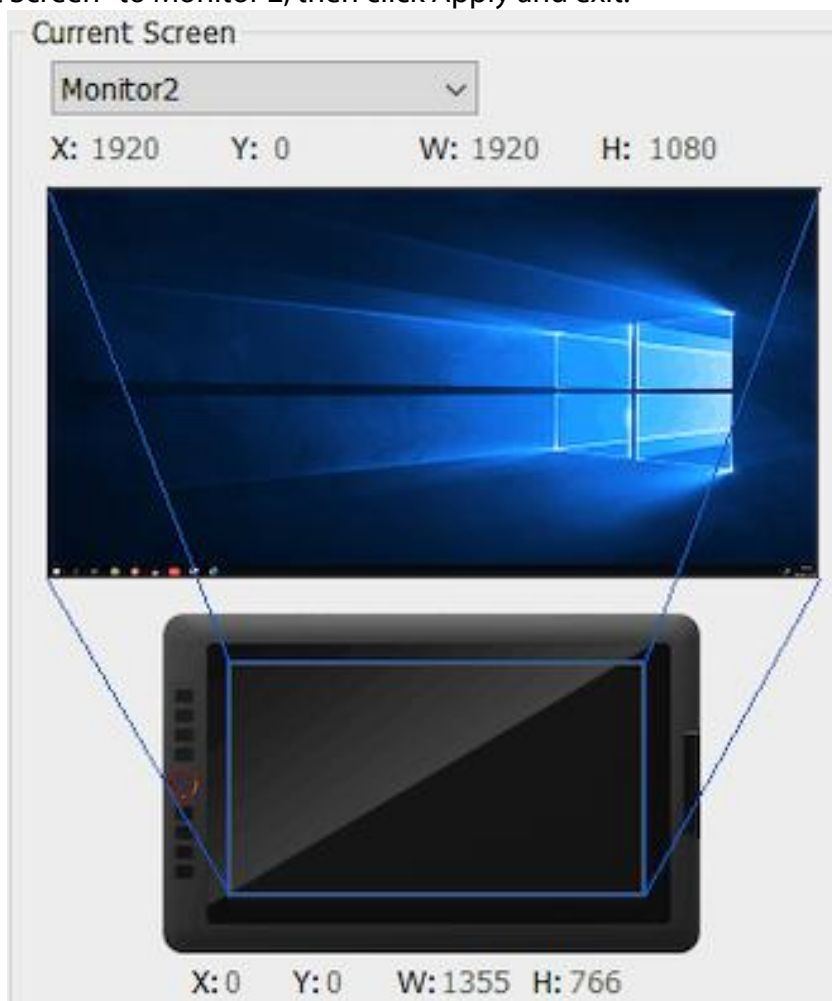 screen" to monitor 2, then click Apply and exit.
Current Screen
Monitor2
X: 1920 Y: 0 W: 1920 H: 1080
X: 0 Y: 0 W: 1355 H: 766